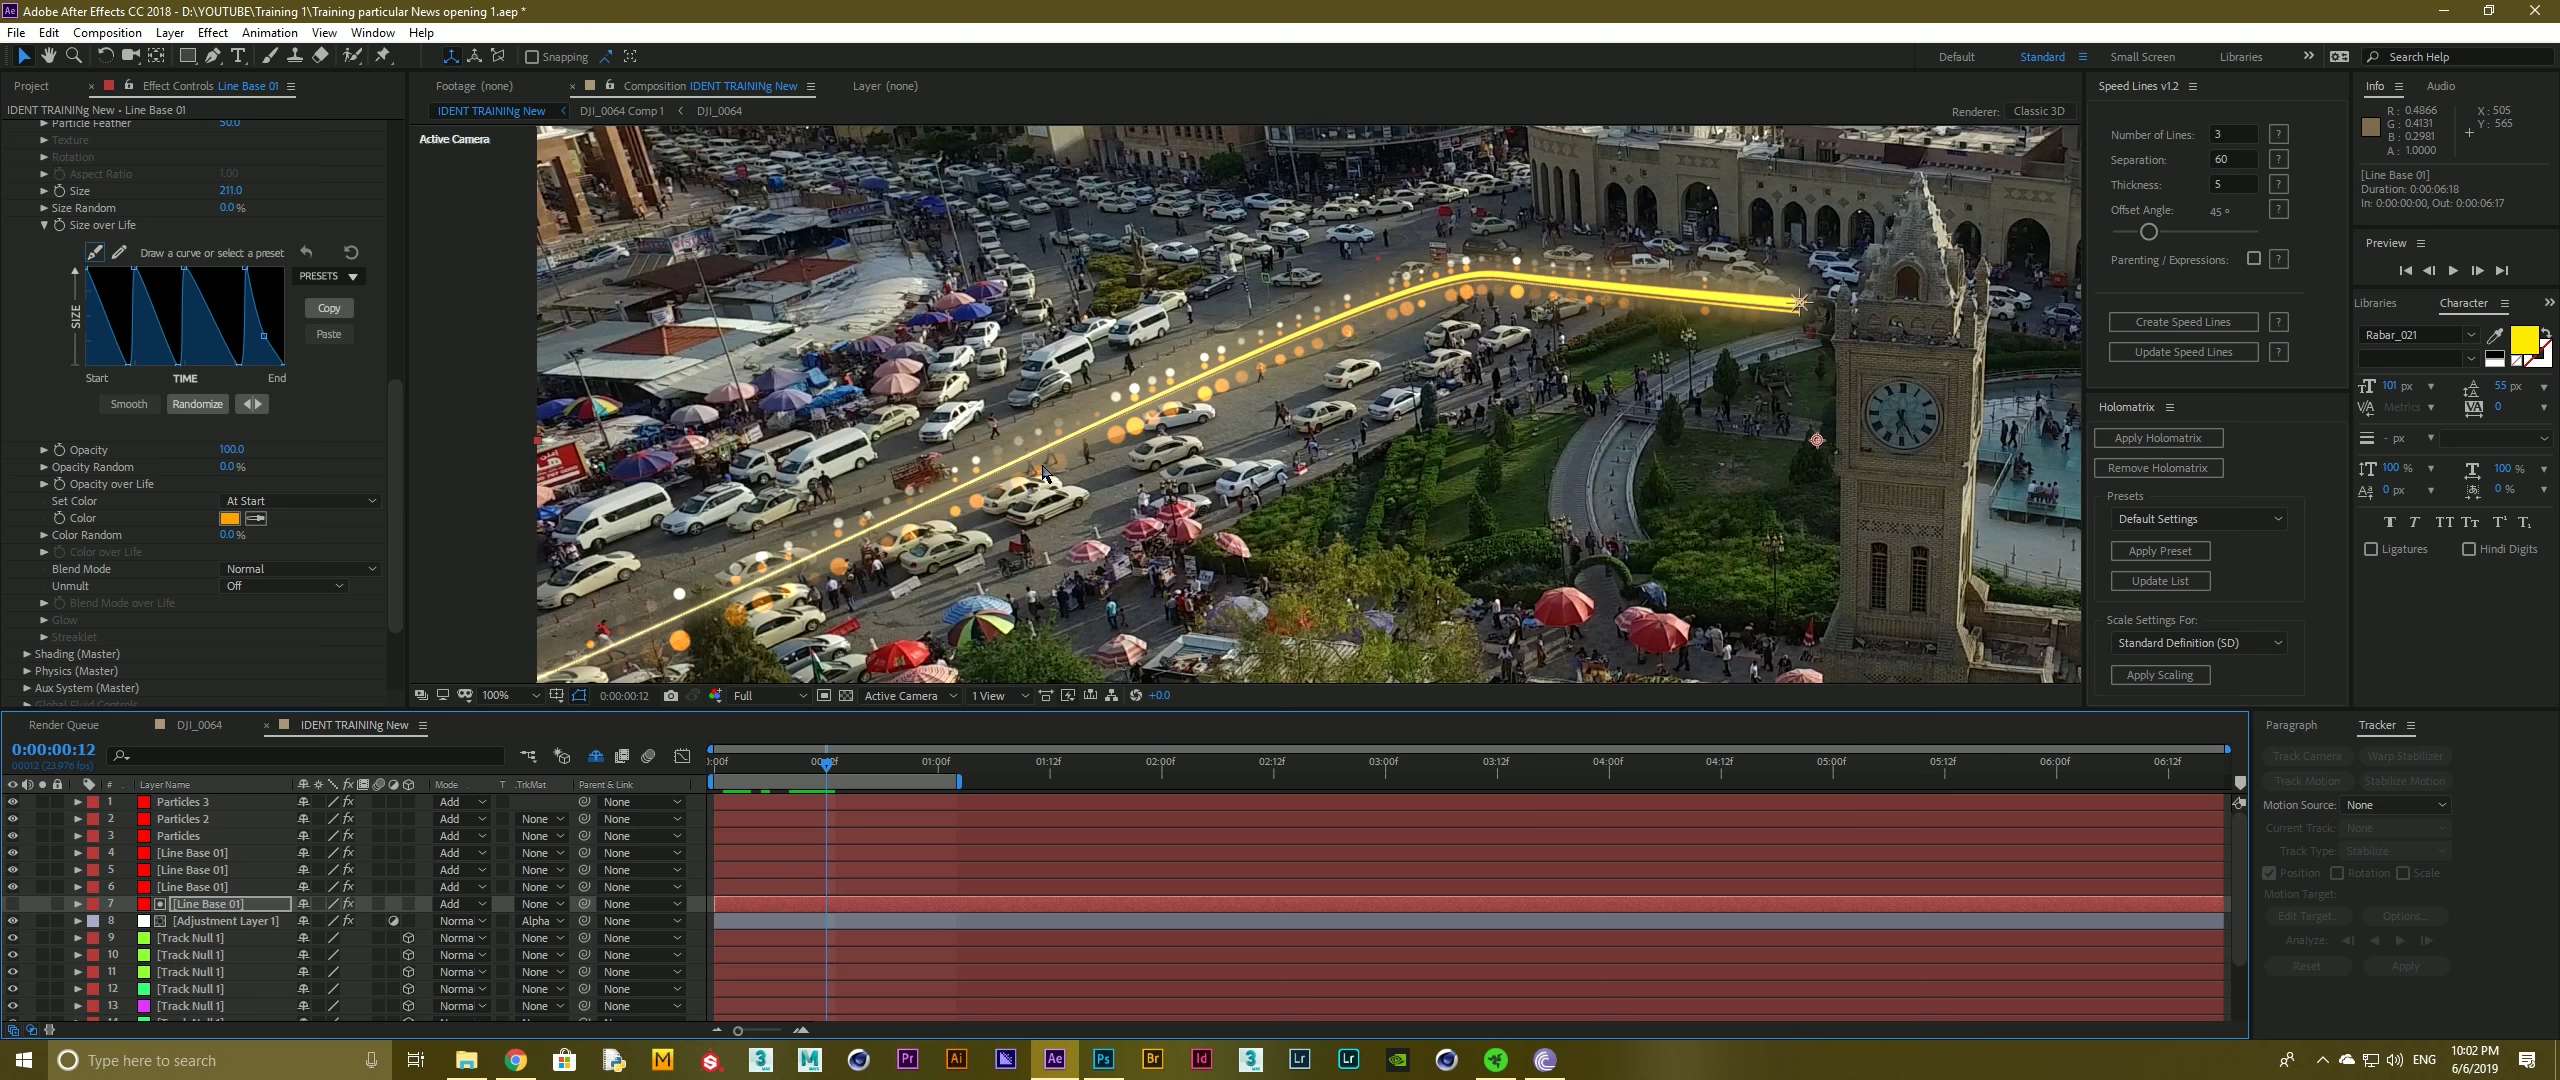 Adobe After Effects CC 2018 - D:\YOUTUBE\Training 1\Training particular News opening 1.aep *
File Edit Composition Layer Effect Animation View Window Help
Snapping Default Standard Small Screen Libraries Search Help
Project Effect Controls Line Base 01
IDENT TRAININg New • Line Base 01
Particle Feather 50.0
Texture
Rotation
Aspect Ratio 1.00
Size 211.0
Size Random 0.0 %
Size over Life
Draw a curve or select a preset
PRESETS
SIZE
Copy
Paste
Start TIME End
Smooth Randomize
Opacity 100.0
Opacity Random 0.0 %
Opacity over Life
Set Color At Start
Color
Color Random 0.0 %
Color over Life
Blend Mode Normal
Unmult Off
Blend Mode over Life
Glow
Streaklet
Shading (Master)
Physics (Master)
Aux System (Master)
Global Fluid Controls
Footage (none) Composition IDENT TRAININg New Layer (none)
IDENT TRAININg New DJI_0064 Comp 1 DJI_0064
Renderer: Classic 3D
Active Camera
100% 0:00:00:12 Full Active Camera 1 View +0.0
Speed Lines v1.2
Number of Lines: 3 ?
Separation: 60 ?
Thickness: 5 ?
Offset Angle: 45 ° ?
Parenting / Expressions: ?
Create Speed Lines ?
Update Speed Lines ?
Holomatrix
Apply Holomatrix
Remove Holomatrix
Presets
Default Settings
Apply Preset
Update List
Scale Settings For:
Standard Definition (SD)
Apply Scaling
Info Audio
R : 0.4866 X : 505
G : 0.4131 Y : 565
B : 0.2981
A : 1.0000
[Line Base 01]
Duration: 0:00:06:18
In: 0:00:00:00, Out: 0:00:06:17
Preview
Libraries Character
Rabar_021
101 px 55 px
Metrics 0
- px
100 % 100 %
0 px 0 %
Ligatures Hindi Digits
Render Queue DJI_0064 IDENT TRAININg New
0:00:00:12
00012 (23.976 fps)
01:00f 01:12f 02:00f 02:12f 03:00f 03:12f 04:00f 04:12f 05:00f 05:12f 06:00f 06:12f
# Layer Name Mode T .TrkMat Parent & Link
1 Particles 3 Add None
2 Particles 2 Add None None
3 Particles Add None None
4 [Line Base 01] Add None None
5 [Line Base 01] Add None None
6 [Line Base 01] Add None None
7 [Line Base 01] Add None None
8 [Adjustment Layer 1] Norma Alpha None
9 [Track Null 1] Norma None None
10 [Track Null 1] Norma None None
11 [Track Null 1] Norma None None
12 [Track Null 1] Norma None None
13 [Track Null 1] Norma None None
Paragraph Tracker
Track Camera Warp Stabilizer
Track Motion Stabilize Motion
Motion Source: None
Current Track: None
Track Type: Stabilize
Position Rotation Scale
Motion Target:
Edit Target... Options...
Analyze:
Reset Apply
Type here to search
Pr Ai Ae Ps Br Id Lr Lr
ENG 10:02 PM
6/6/2019